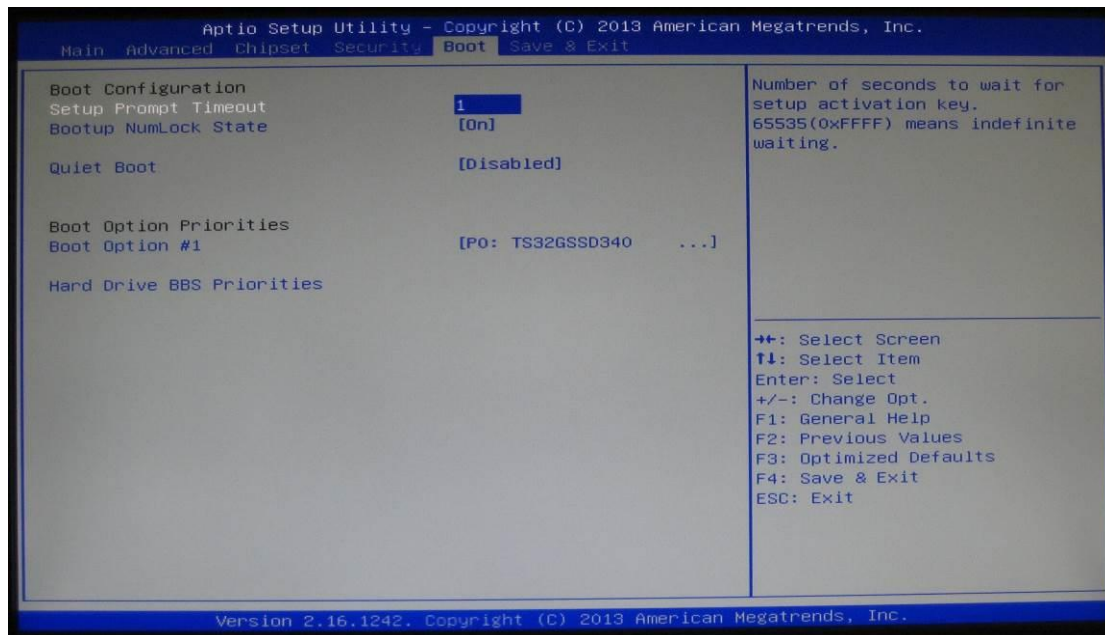 Aptio Setup Utility - Copyright (C) 2013 American Megatrends, Inc.
Main Advanced Chipset Security Boot Save & Exit
Boot Configuration
Setup Prompt Timeout 1
Bootup NumLock State [On]
Quiet Boot [Disabled]
Boot Option Priorities
Boot Option #1 [P0: TS32GSSD340 ...]
Hard Drive BBS Priorities
Number of seconds to wait for
setup activation key.
65535(0xFFFF) means indefinite
waiting.
→←: Select Screen
↑↓: Select Item
Enter: Select
+/-: Change Opt.
F1: General Help
F2: Previous Values
F3: Optimized Defaults
F4: Save & Exit
ESC: Exit
Version 2.16.1242. Copyright (C) 2013 American Megatrends, Inc.